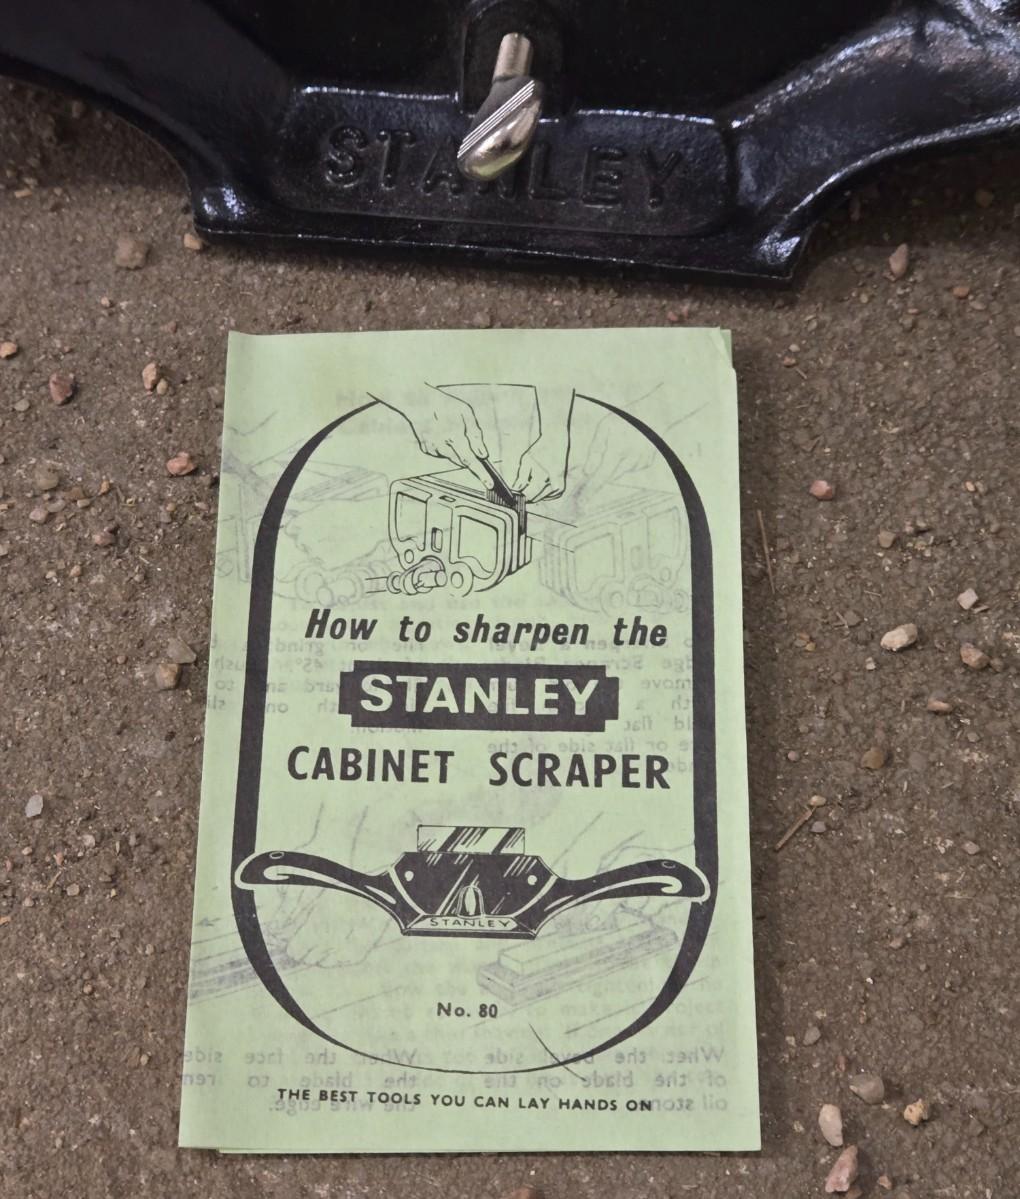 STANLEY
How to sharpen the
STANLEY
CABINET SCRAPER
STANLEY
No. 80
THE BEST TOOLS YOU CAN LAY HANDS ON